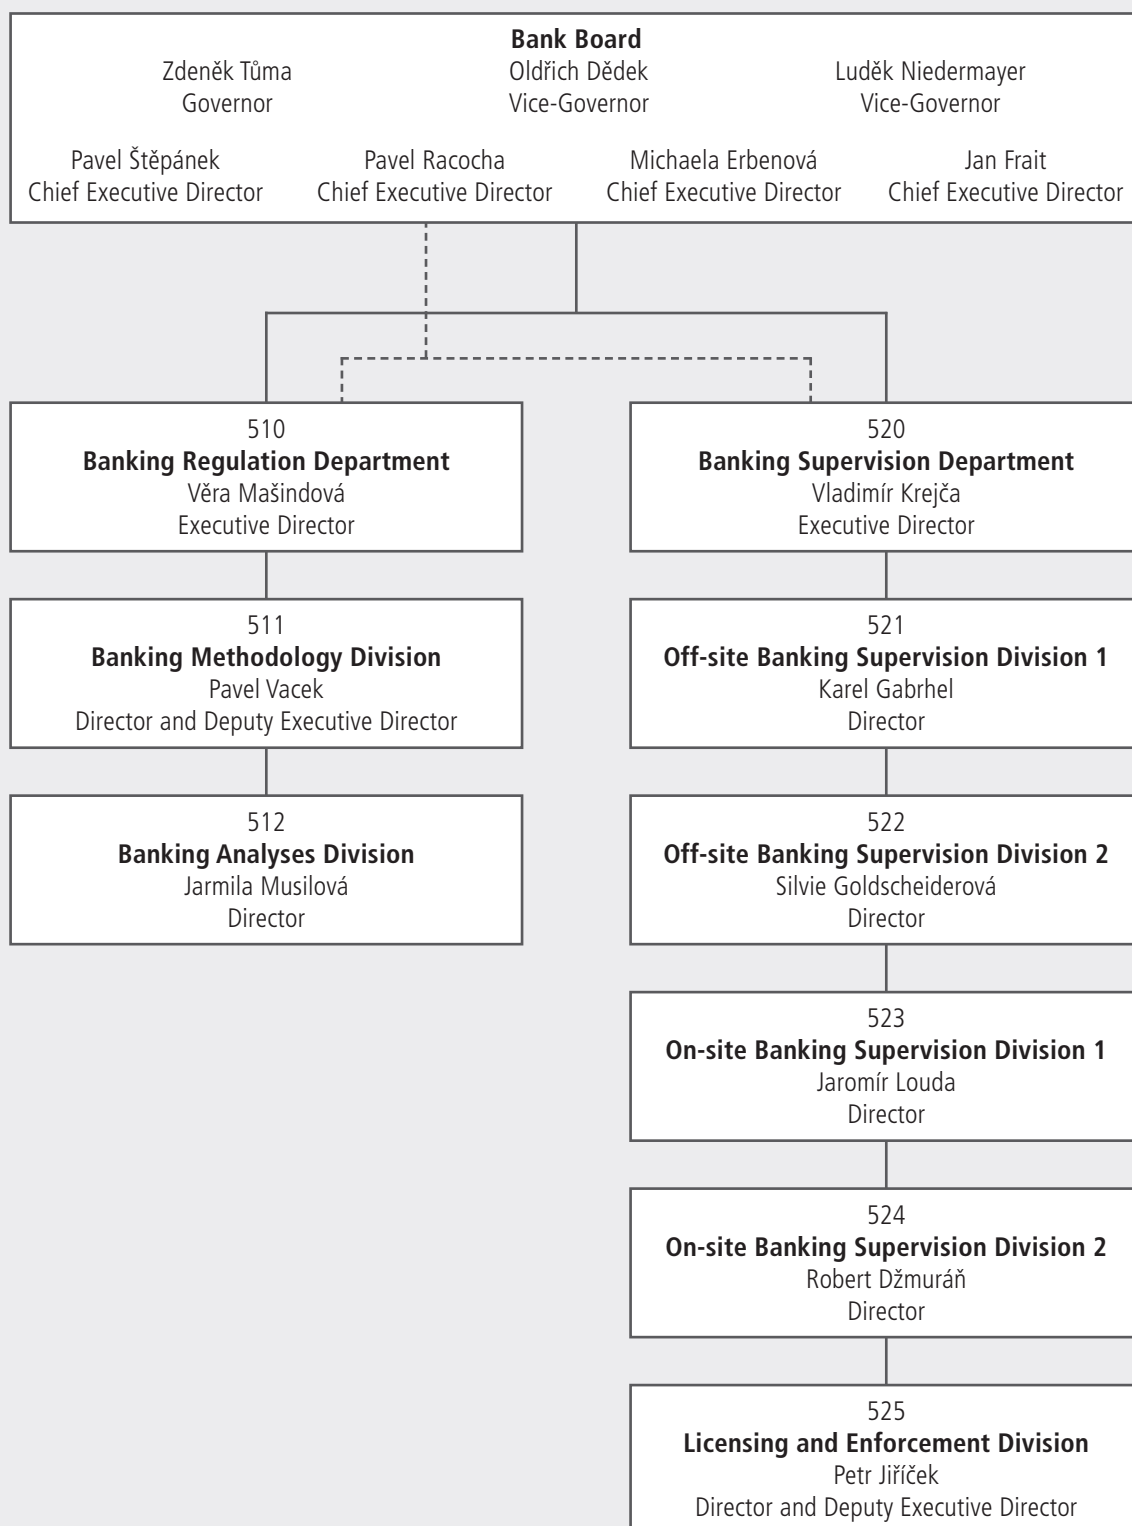 Bank Board
Zdeněk Tůma Oldřich Dědek Luděk Niedermayer
Governor Vice-Governor Vice-Governor
Pavel Štěpánek Pavel Racocha Michaela Erbenová Jan Frait
Chief Executive Director Chief Executive Director Chief Executive Director Chief Executive Director
510
Banking Regulation Department
Věra Mašindová
Executive Director
511
Banking Methodology Division
Pavel Vacek
Director and Deputy Executive Director
512
Banking Analyses Division
Jarmila Musilová
Director
520
Banking Supervision Department
Vladimír Krejča
Executive Director
521
Off-site Banking Supervision Division 1
Karel Gabrhel
Director
522
Off-site Banking Supervision Division 2
Silvie Goldscheiderová
Director
523
On-site Banking Supervision Division 1
Jaromír Louda
Director
524
On-site Banking Supervision Division 2
Robert Džmuráň
Director
525
Licensing and Enforcement Division
Petr Jiříček
Director and Deputy Executive Director